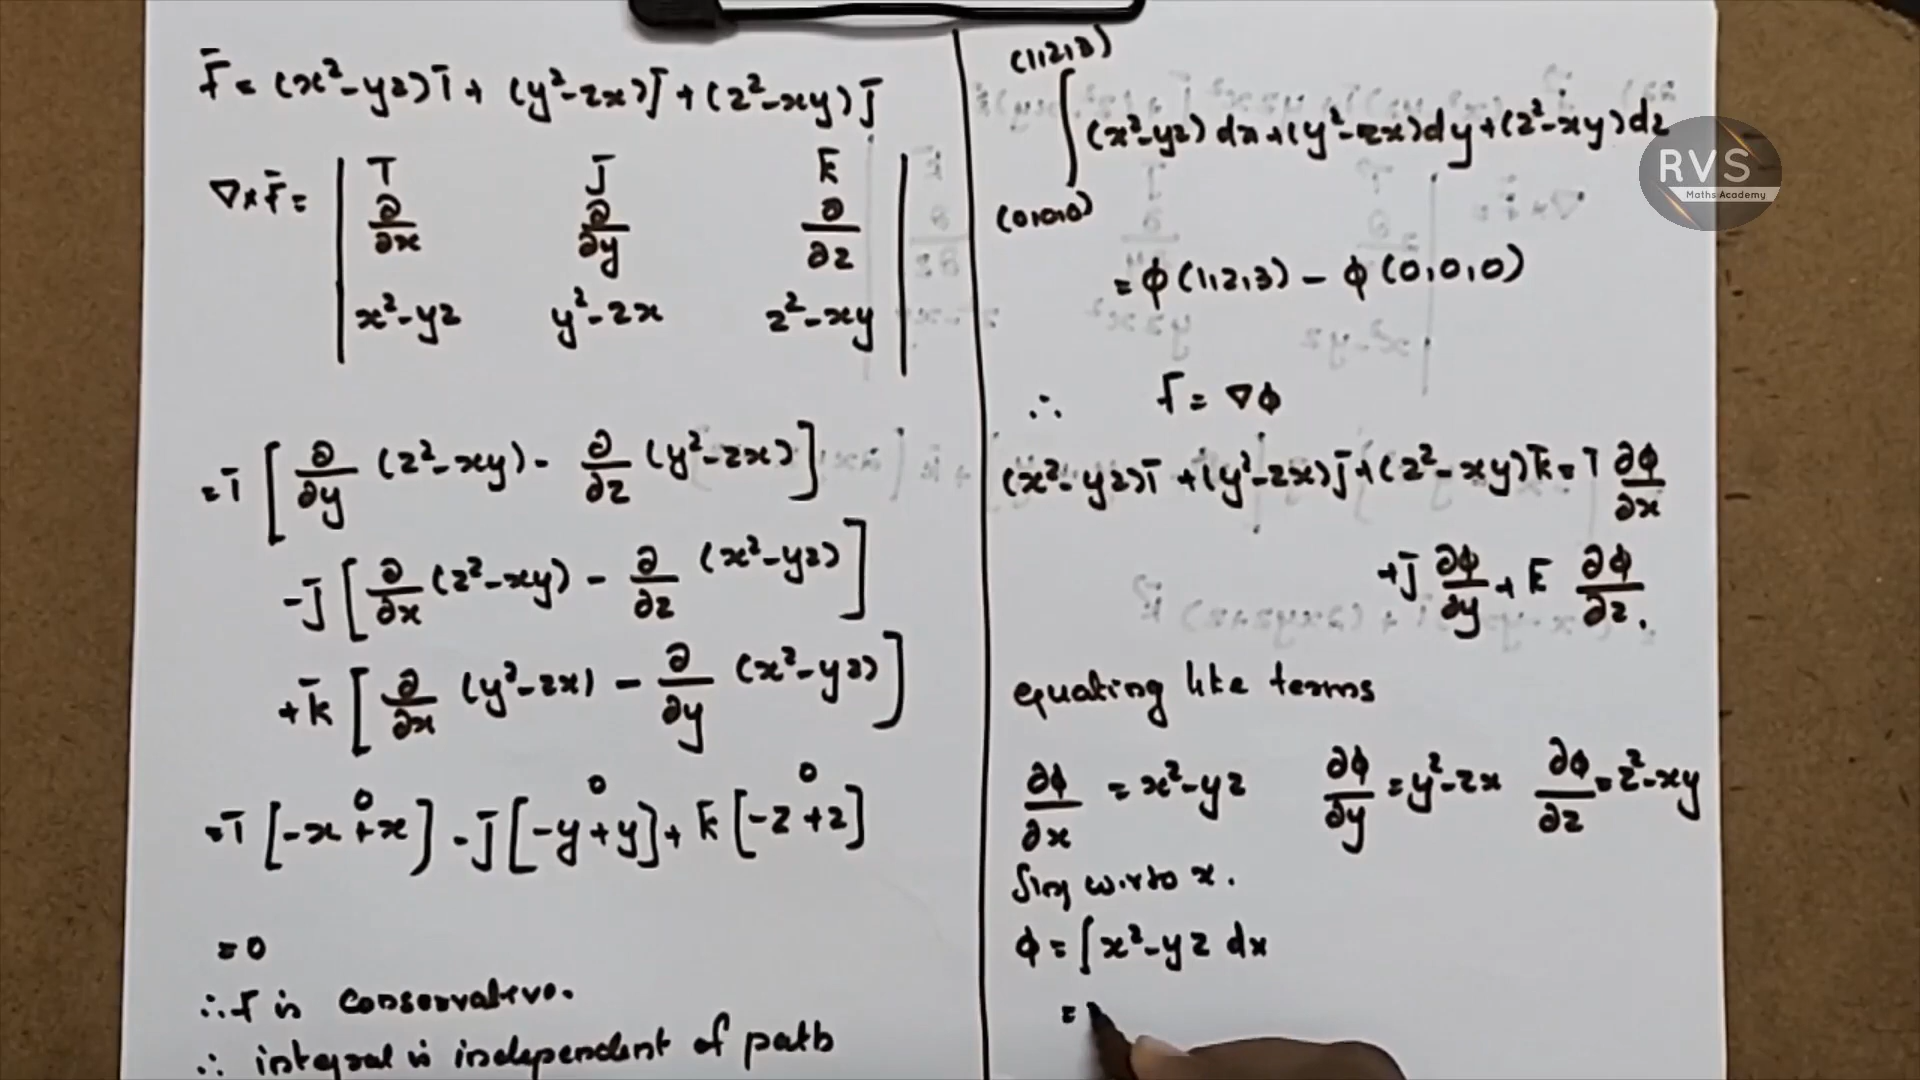 F̄ = (x²-yz)ī + (y²-zx)j̄ + (z²-xy)j̄
∇×F̄ = | ī j̄ k̄
∂/∂x ∂/∂y ∂/∂z
x²-yz y²-zx z²-xy |
= ī [ ∂/∂y (z²-xy) - ∂/∂z (y²-zx) ]
- j̄ [ ∂/∂x (z²-xy) - ∂/∂z (x²-yz) ]
+ k̄ [ ∂/∂x (y²-zx) - ∂/∂y (x²-yz) ]
0 0 0
= ī [-x+x] - j̄ [-y+y] + k̄ [-z+z]
= 0
∴ F is conservative.
∴ integral is independent of path
(1,2,3)
∫ (x²-yz) dx + (y²-zx) dy + (z²-xy) dz
(0,0,0)
= ϕ (1,2,3) - ϕ (0,0,0)
∴ F̄ = ∇ϕ
(x²-yz)ī + (y²-zx)j̄ + (z²-xy)k̄ = ī ∂ϕ/∂x
+ j̄ ∂ϕ/∂y + k̄ ∂ϕ/∂z.
equating like terms
∂ϕ/∂x = x²-yz ∂ϕ/∂y = y²-zx ∂ϕ/∂z = z²-xy
w.r.to x.
ϕ = ∫ x²-yz dx
=
RVS
Maths Academy